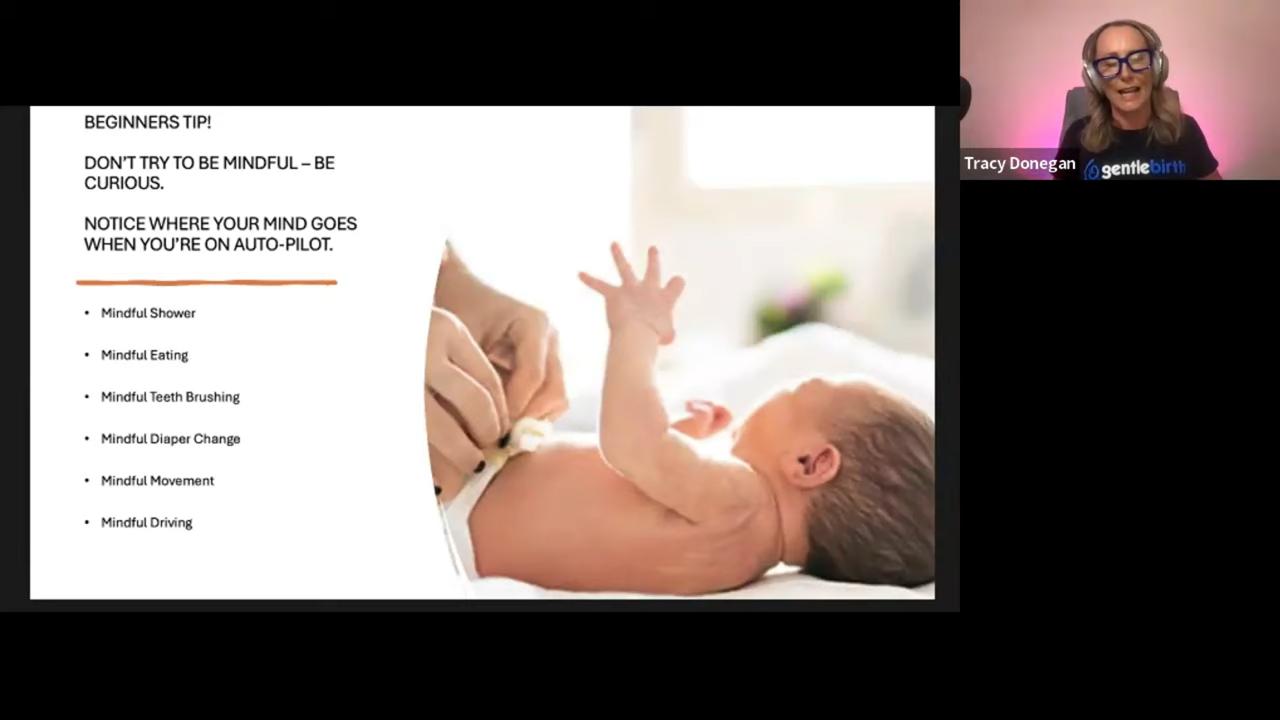 BEGINNERS TIP!
DON'T TRY TO BE MINDFUL – BE
CURIOUS.
NOTICE WHERE YOUR MIND GOES
WHEN YOU'RE ON AUTO-PILOT.
• Mindful Shower
• Mindful Eating
• Mindful Teeth Brushing
• Mindful Diaper Change
• Mindful Movement
• Mindful Driving
Tracy Donegan
gentlebirth